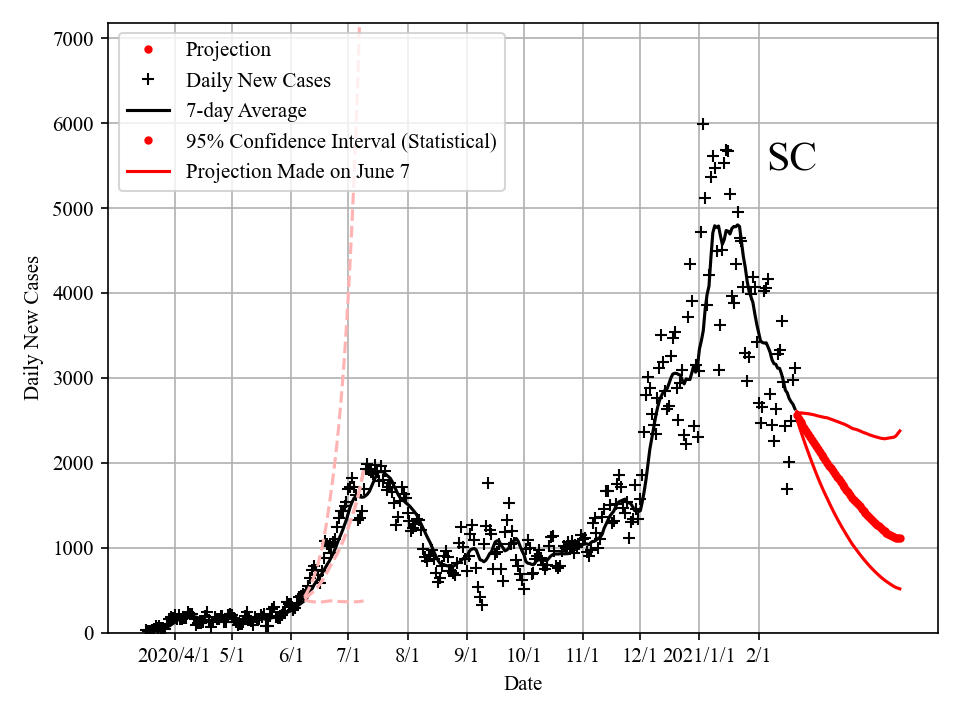 7000
6000
5000
4000
3000
2000
1000
0
Daily New Cases
Projection
Daily New Cases
7-day Average
95% Confidence Interval (Statistical)
Projection Made on June 7
SC
2020/4/1 5/1 6/1 7/1 8/1 9/1 10/1 11/1 12/1 2021/1/1 2/1
Date